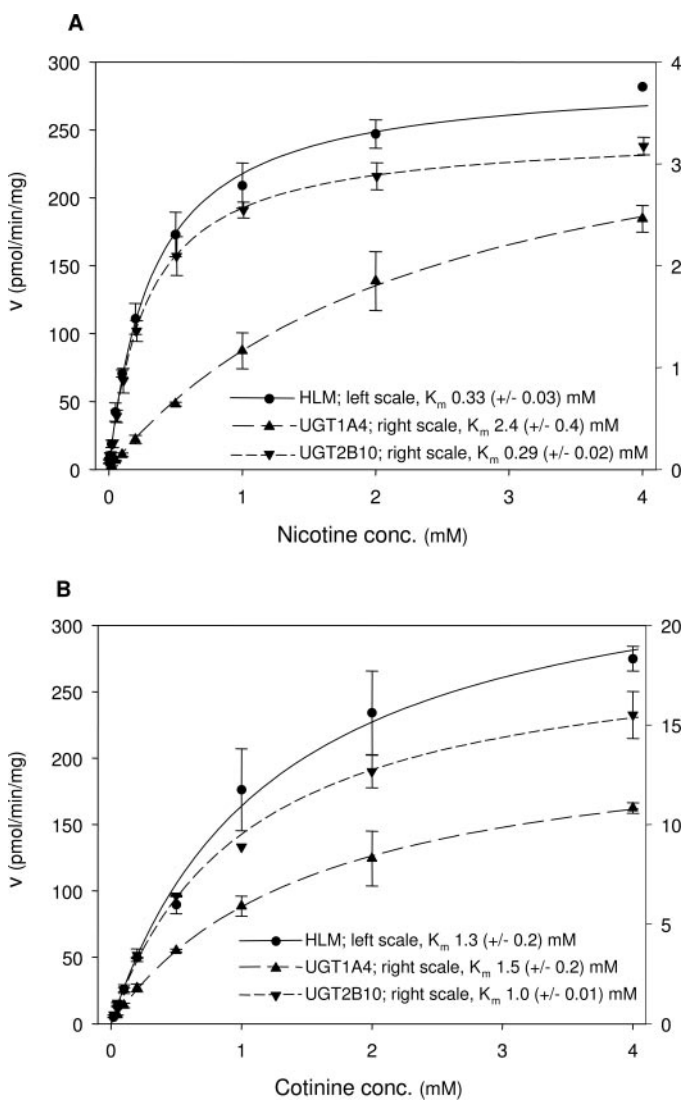 A
300
250
200
150
100
50
0
v (pmol/min/mg)
4
3
2
1
0
HLM; left scale, Km 0.33 (+/- 0.03) mM
UGT1A4; right scale, Km 2.4 (+/- 0.4) mM
UGT2B10; right scale, Km 0.29 (+/- 0.02) mM
0 1 2 3 4
Nicotine conc. (mM)
B
300
250
200
150
100
50
0
v (pmol/min/mg)
20
15
10
5
0
HLM; left scale, Km 1.3 (+/- 0.2) mM
UGT1A4; right scale, Km 1.5 (+/- 0.2) mM
UGT2B10; right scale, Km 1.0 (+/- 0.01) mM
0 1 2 3 4
Cotinine conc. (mM)